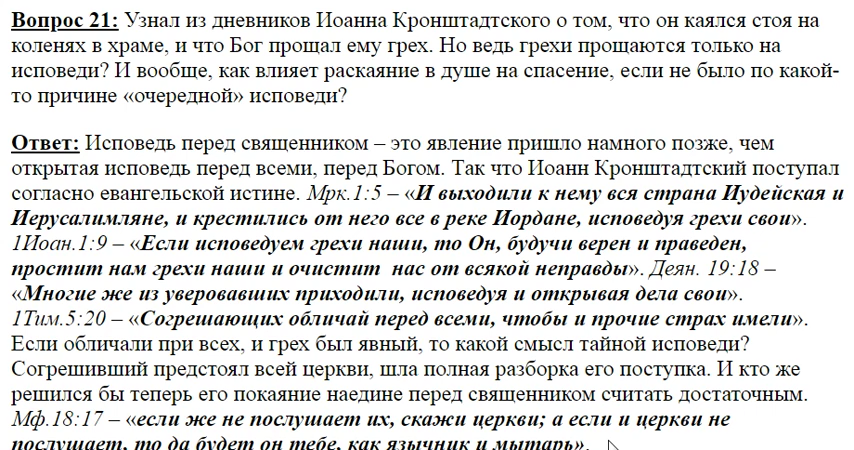 Вопрос 21: Узнал из дневников Иоанна Кронштадтского о том, что он каялся стоя на
коленях в храме, и что Бог прощал ему грех. Но ведь грехи прощаются только на
исповеди? И вообще, как влияет раскаяние в душе на спасение, если не было по какой-
то причине «очередной» исповеди?
Ответ: Исповедь перед священником – это явление пришло намного позже, чем
открытая исповедь перед всеми, перед Богом. Так что Иоанн Кронштадтский поступал
согласно евангельской истине. Мрк.1:5 – «И выходили к нему вся страна Иудейская и
Иерусалимляне, и крестились от него все в реке Иордане, исповедуя грехи свои».
1Иоан.1:9 – «Если исповедуем грехи наши, то Он, будучи верен и праведен,
простит нам грехи наши и очистит нас от всякой неправды». Деян. 19:18 –
«Многие же из уверовавших приходили, исповедуя и открывая дела свои».
1Тим.5:20 – «Согрешающих обличай перед всеми, чтобы и прочие страх имели».
Если обличали при всех, и грех был явный, то какой смысл тайной исповеди?
Согрешивший предстоял всей церкви, шла полная разборка его поступка. И кто же
решился бы теперь его покаяние наедине перед священником считать достаточным.
Мф.18:17 – «если же не послушает их, скажи церкви; а если и церкви не
послушает, то да будет он тебе, как язычник и мытарь».